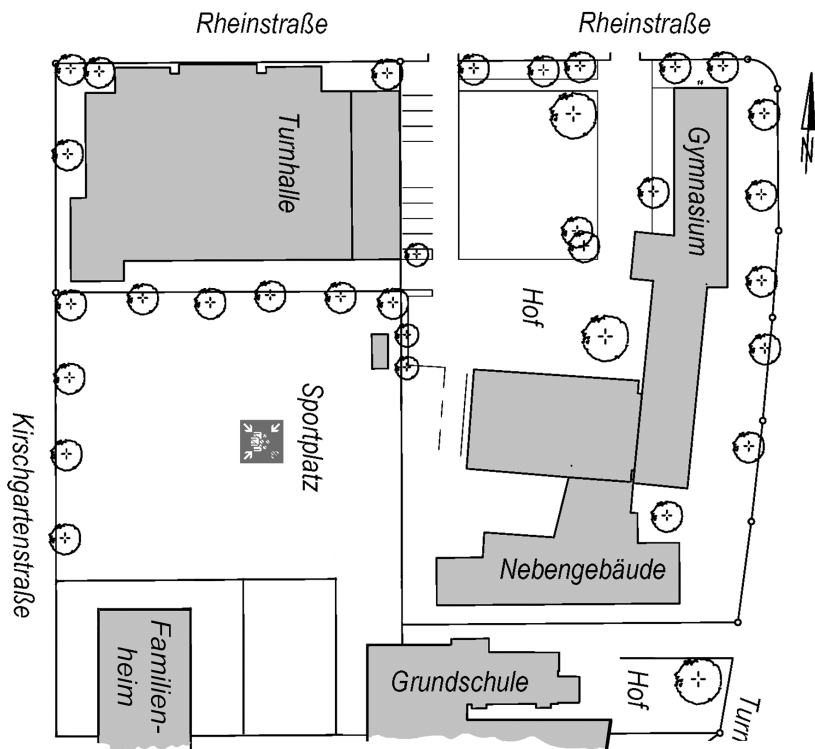 Rheinstraße
Rheinstraße
Turnhalle
Gymnasium
N
Hof
Sportplatz
Kirschgartenstraße
Nebengebäude
Familien-
heim
Grundschule
Hof
Turn